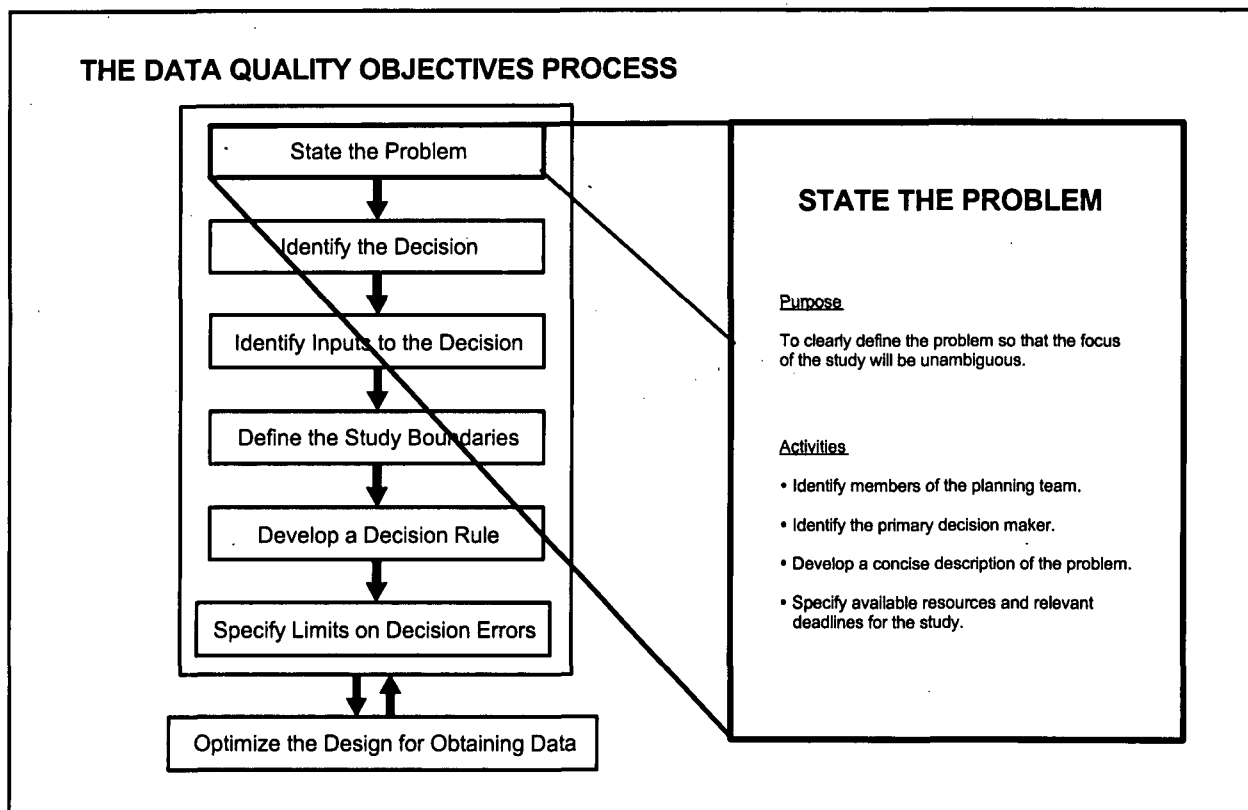 THE DATA QUALITY OBJECTIVES PROCESS
State the Problem
Identify the Decision
Identify Inputs to the Decision
Define the Study Boundaries
Develop a Decision Rule
Specify Limits on Decision Errors
Optimize the Design for Obtaining Data
STATE THE PROBLEM
Purpose
To clearly define the problem so that the focus
of the study will be unambiguous.
Activities
• Identify members of the planning team.
• Identify the primary decision maker.
• Develop a concise description of the problem.
• Specify available resources and relevant
deadlines for the study.